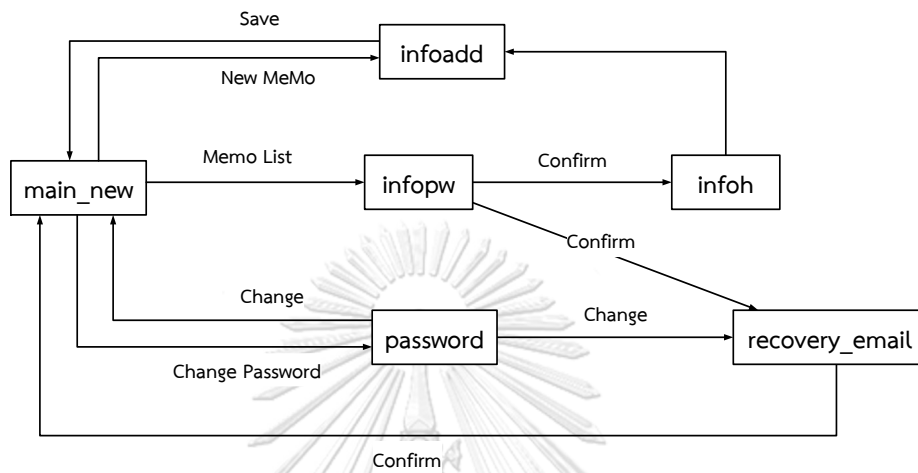 Save
infoadd
New MeMo
Memo List
Confirm
main_new
infopw
infoh
Confirm
Change
Change
password
recovery_email
Change Password
Confirm